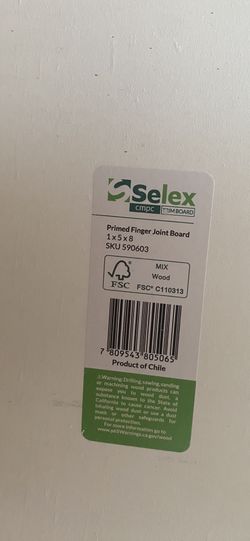 Selex
cmpc TRIMBOARD
Primed Finger Joint Board
1 x 5 x 8
SKU 590603
FSC
MIX
Wood
FSC® C110313
7 809543 805065
Product of Chile
⚠Warning: Drilling, sawing, sanding
or machining wood products can
expose you to wood dust, a
substance known to the State of
California to cause cancer. Avoid
inhaling wood dust or use a dust
mask or other safeguards for
personal protection.
For more information go to
www.p65Warnings.ca.gov/wood